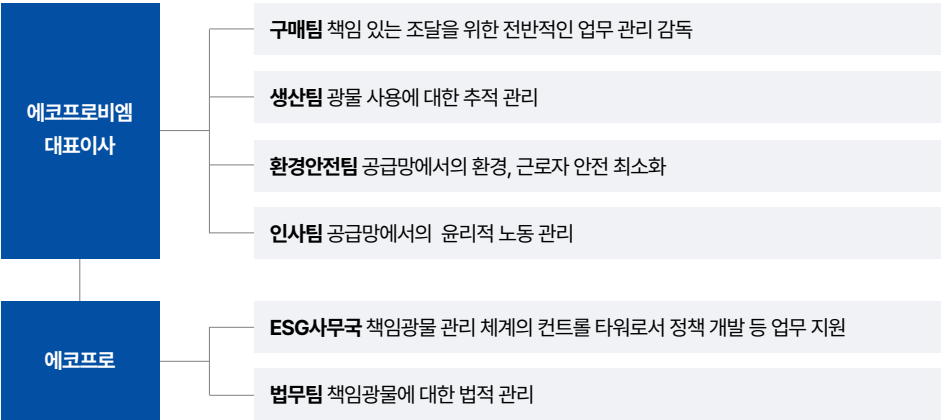 에코프로비엠
대표이사
구매팀 책임 있는 조달을 위한 전반적인 업무 관리 감독
생산팀 광물 사용에 대한 추적 관리
환경안전팀 공급망에서의 환경, 근로자 안전 최소화
인사팀 공급망에서의 윤리적 노동 관리
에코프로
ESG사무국 책임광물 관리 체계의 컨트롤 타워로서 정책 개발 등 업무 지원
법무팀 책임광물에 대한 법적 관리